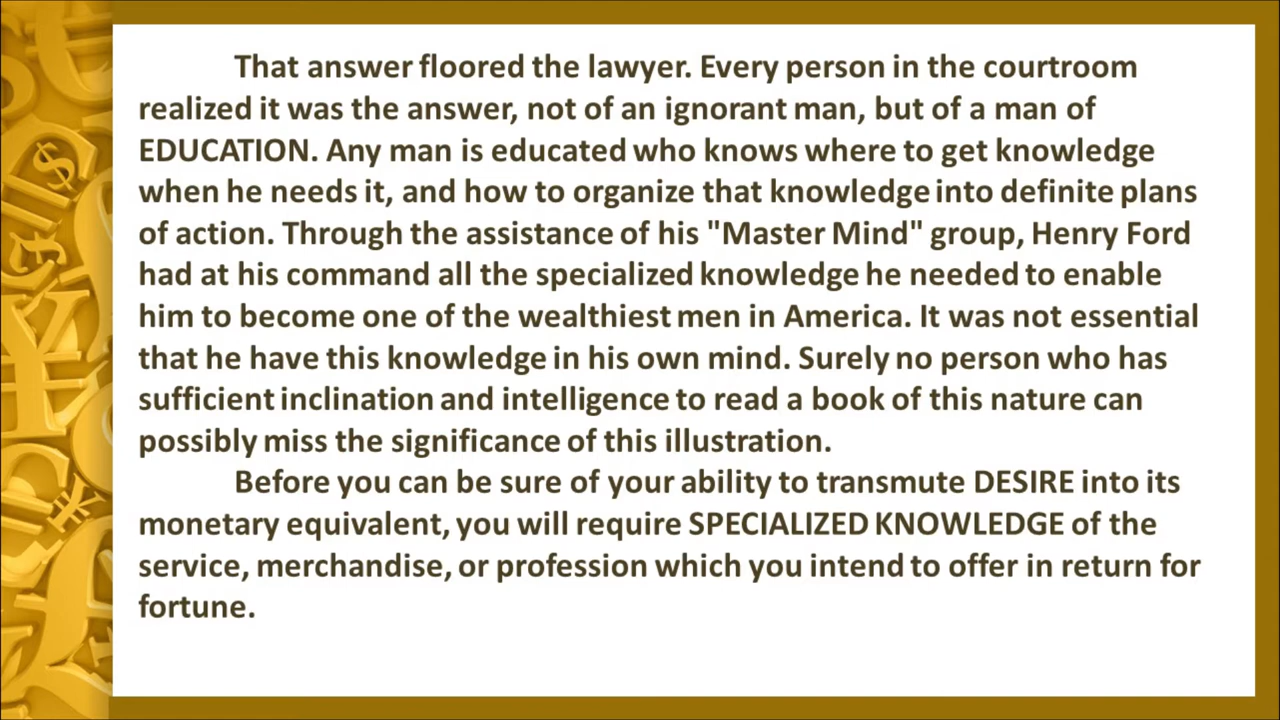 That answer floored the lawyer. Every person in the courtroom
realized it was the answer, not of an ignorant man, but of a man of
EDUCATION. Any man is educated who knows where to get knowledge
when he needs it, and how to organize that knowledge into definite plans
of action. Through the assistance of his "Master Mind" group, Henry Ford
had at his command all the specialized knowledge he needed to enable
him to become one of the wealthiest men in America. It was not essential
that he have this knowledge in his own mind. Surely no person who has
sufficient inclination and intelligence to read a book of this nature can
possibly miss the significance of this illustration.
Before you can be sure of your ability to transmute DESIRE into its
monetary equivalent, you will require SPECIALIZED KNOWLEDGE of the
service, merchandise, or profession which you intend to offer in return for
fortune.